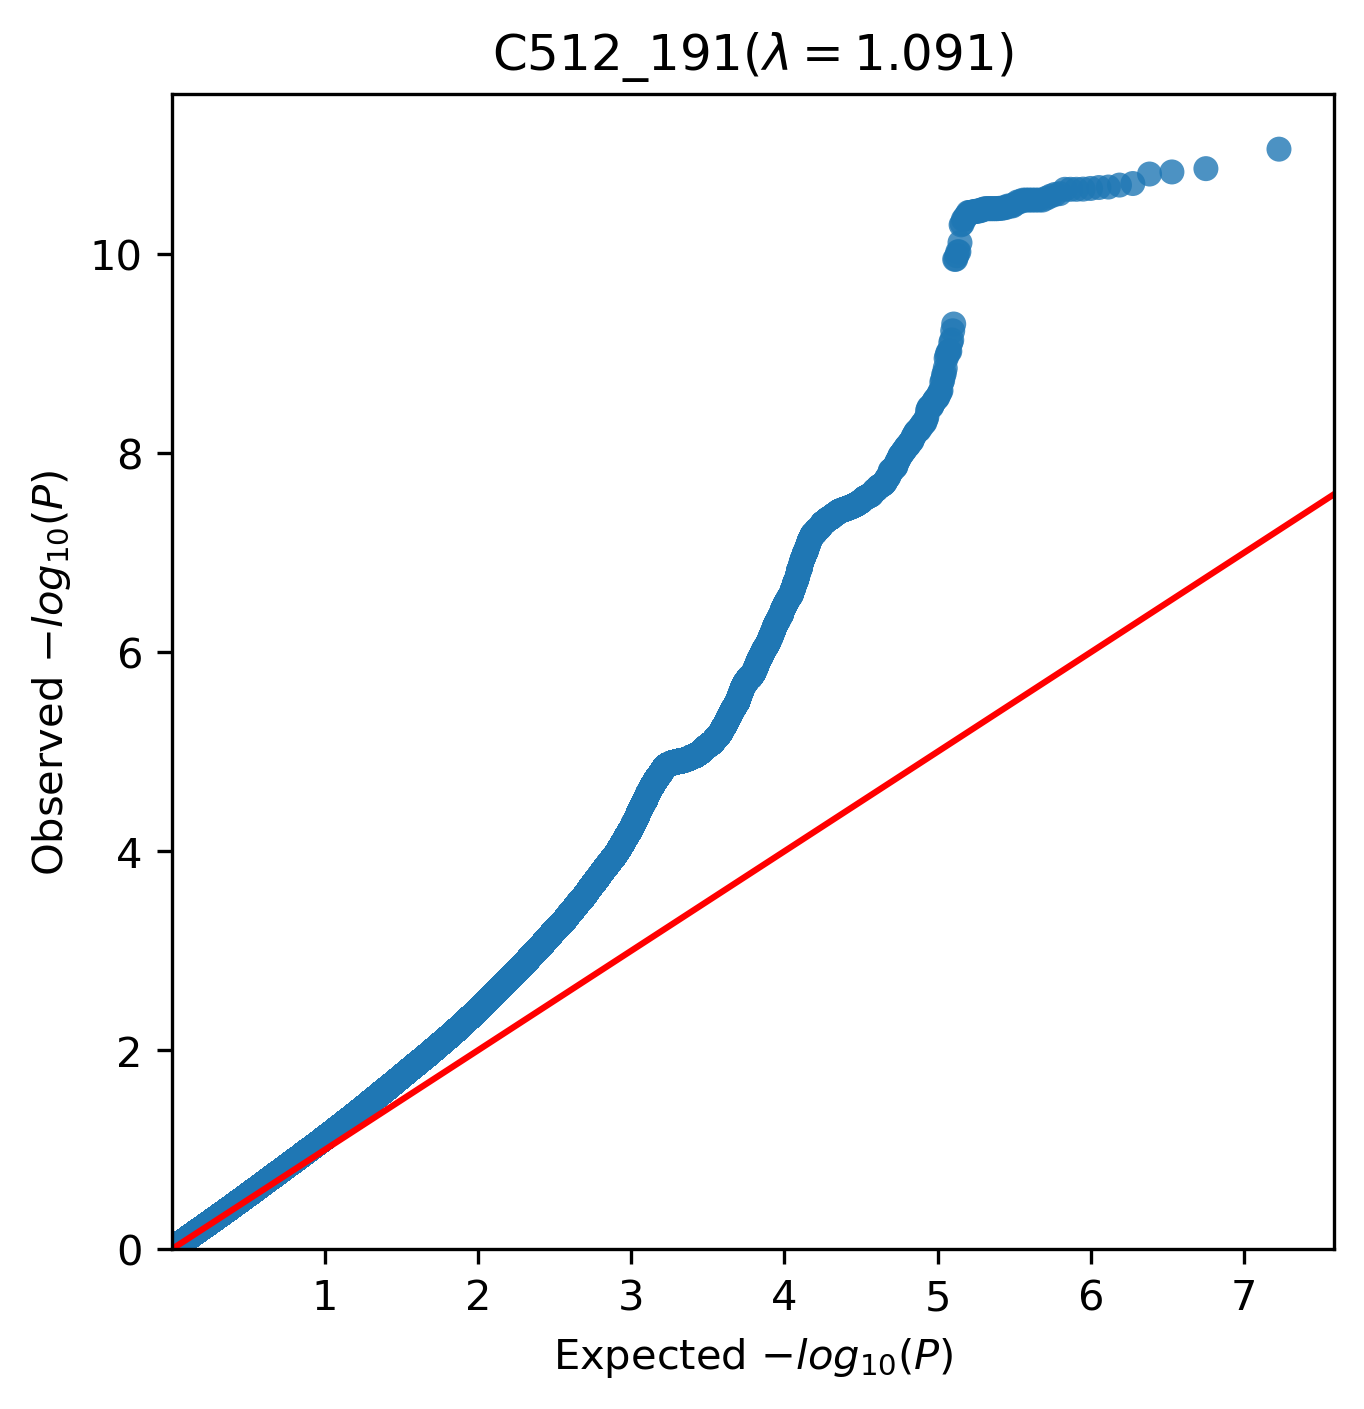 C512_191(λ = 1.091)
Observed −log₁₀(P)
10
8
6
4
2
0
1 2 3 4 5 6 7
Expected −log₁₀(P)